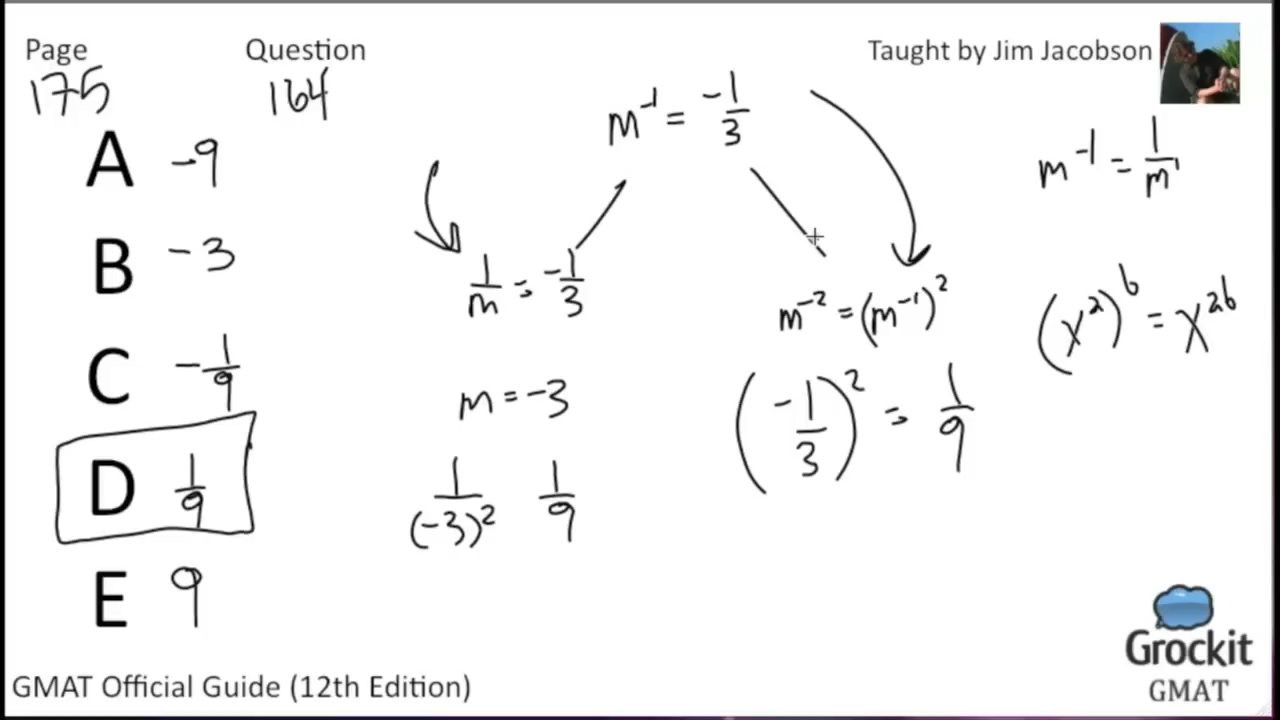 Page Question Taught by Jim Jacobson
175 164
A -9
B -3
C -1/9
D 1/9
E 9
m⁻¹ = -1/3
1/m = -1/3
m = -3
1/(-3)² 1/9
m⁻² = (m⁻¹)²
(-1/3)² = 1/9
m⁻¹ = 1/m¹
(x²)ᵇ = x²ᵇ
Grockit
GMAT
GMAT Official Guide (12th Edition)